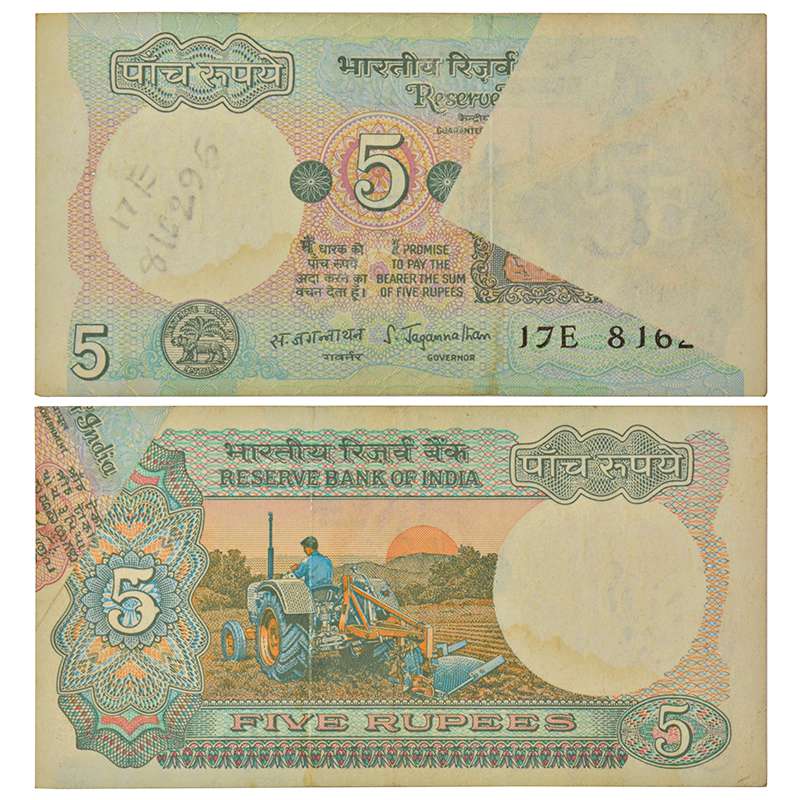 पाँच रूपये
भारतीय रिज़र्व
Reserve
केन्द्रीय
GUARANTEE
17E
816296
5
मैं धारक को
पाँच रूपये
अदा करने का
वचन देता हूं।
I PROMISE
TO PAY THE
BEARER THE SUM
OF FIVE RUPEES
5
स. जगन्नाथन
गवर्नर
S. Jagannathan
GOVERNOR
17E 8162
India
भारतीय रिज़र्व बैंक
RESERVE BANK OF INDIA
पाँच रूपये
5
FIVE RUPEES
5